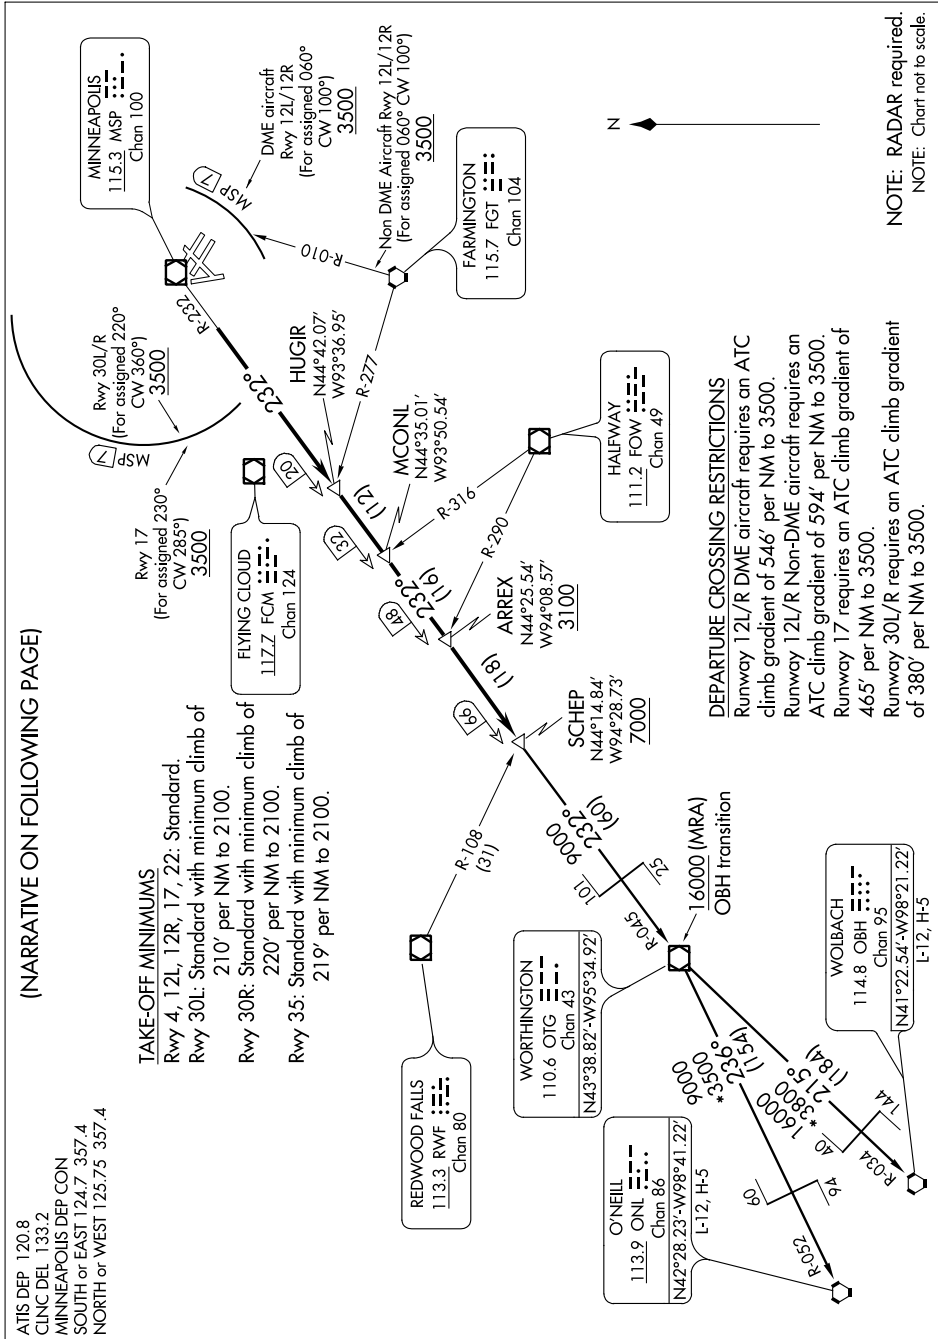 (NARRATIVE ON FOLLOWING PAGE)
ATIS DEP 120.8
CLNC DEL 133.2
MINNEAPOLIS DEP CON
SOUTH or EAST 124.7 357.4
NORTH or WEST 125.75 357.4
TAKE-OFF MINIMUMS
Rwy 4, 12L, 12R, 17, 22: Standard.
Rwy 30L: Standard with minimum climb of
210' per NM to 2100.
Rwy 30R: Standard with minimum climb of
220' per NM to 2100.
Rwy 35: Standard with minimum climb of
219' per NM to 2100.
Rwy 17
(For assigned 230°
CW 285°)
3500
MSP 7
Rwy 30L/R
(For assigned 220°
CW 360°)
3500
MINNEAPOLIS
115.3 MSP
Chan 100
MSP 7
DME aircraft
Rwy 12L/12R
(For assigned 060°
CW 100°)
3500
Non DME Aircraft Rwy 12L/12R
(For assigned 060° CW 100°)
3500
R-010
FARMINGTON
115.7 FGT
Chan 104
FLYING CLOUD
117.7 FCM
Chan 124
R-232
232°
HUGIR
N44°42.07'
W93°36.95'
R-277
20
(12)
MCONL
N44°35.01'
W93°50.54'
R-316
32
232°
(16)
HALFWAY
111.2 FOW
Chan 49
R-290
48
ARREX
N44°25.54'
W94°08.57'
3100
(18)
66
SCHEP
N44°14.84'
W94°28.73'
7000
R-108
(31)
REDWOOD FALLS
113.3 RWF
Chan 80
9000
232°
(60)
101
25
R-045
16000 (MRA)
OBH transition
WORTHINGTON
110.6 OTG
Chan 43
N43°38.82'-W95°34.92'
9000
*3500
236°
(154)
60
94
R-052
O'NEILL
113.9 ONL
Chan 86
N42°28.23'-W98°41.22'
L-12, H-5
16000
*3800
215°
(184)
40
144
R-034
WOLBACH
114.8 OBH
Chan 95
N41°22.54'-W98°21.22'
L-12, H-5
DEPARTURE CROSSING RESTRICTIONS
Runway 12L/R DME aircraft requires an ATC
climb gradient of 546' per NM to 3500.
Runway 12L/R Non-DME aircraft requires an
ATC climb gradient of 594' per NM to 3500.
Runway 17 requires an ATC climb gradient of
465' per NM to 3500.
Runway 30L/R requires an ATC climb gradient
of 380' per NM to 3500.
N
NOTE: RADAR required.
NOTE: Chart not to scale.